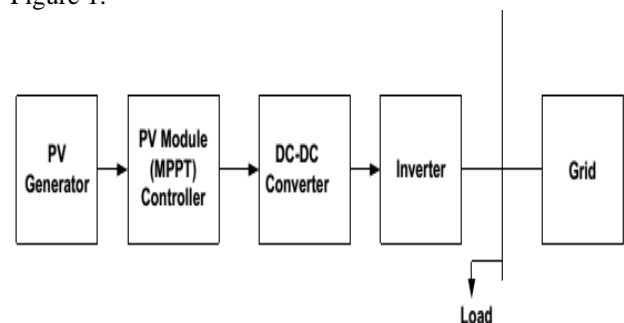 Figure 1.
PV
Generator
PV Module
(MPPT)
Controller
DC-DC
Converter
Inverter
Grid
Load